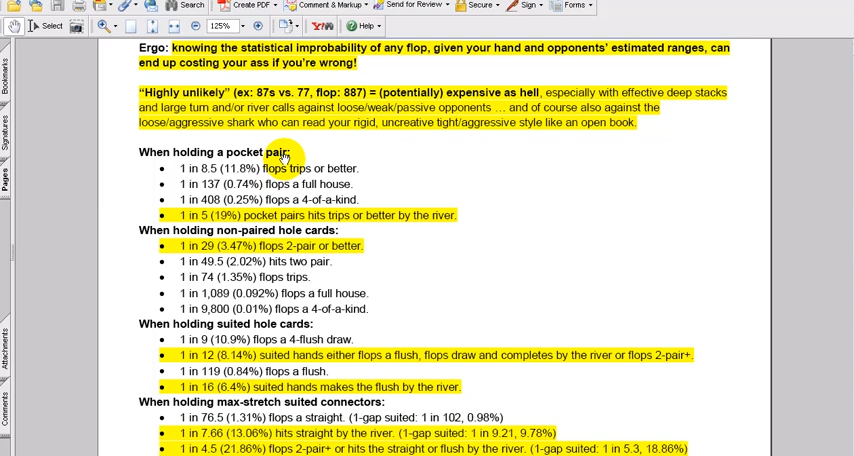 Search
Create PDF
Comment & Markup
Send for Review
Secure
Sign
Forms
Select
125%
Y!
Help
Bookmarks
Signatures
Pages
Attachments
Comments
Ergo: knowing the statistical improbability of any flop, given your hand and opponents' estimated ranges, can
end up costing your ass if you're wrong!
"Highly unlikely" (ex: 87s vs. 77, flop: 887) = (potentially) expensive as hell, especially with effective deep stacks
and large turn and/or river calls against loose/weak/passive opponents ... and of course also against the
loose/aggressive shark who can read your rigid, uncreative tight/aggressive style like an open book.
When holding a pocket pair:
• 1 in 8.5 (11.8%) flops trips or better.
• 1 in 137 (0.74%) flops a full house.
• 1 in 408 (0.25%) flops a 4-of-a-kind.
• 1 in 5 (19%) pocket pairs hits trips or better by the river.
When holding non-paired hole cards:
• 1 in 29 (3.47%) flops 2-pair or better.
• 1 in 49.5 (2.02%) hits two pair.
• 1 in 74 (1.35%) flops trips.
• 1 in 1,089 (0.092%) flops a full house.
• 1 in 9,800 (0.01%) flops a 4-of-a-kind.
When holding suited hole cards:
• 1 in 9 (10.9%) flops a 4-flush draw.
• 1 in 12 (8.14%) suited hands either flops a flush, flops draw and completes by the river or flops 2-pair+.
• 1 in 119 (0.84%) flops a flush.
• 1 in 16 (6.4%) suited hands makes the flush by the river.
When holding max-stretch suited connectors:
• 1 in 76.5 (1.31%) flops a straight. (1-gap suited: 1 in 102, 0.98%)
• 1 in 7.66 (13.06%) hits straight by the river. (1-gap suited: 1 in 9.21, 9.78%)
• 1 in 4.5 (21.86%) flops 2-pair+ or hits the straight or flush by the river. (1-gap suited: 1 in 5.3, 18.86%)